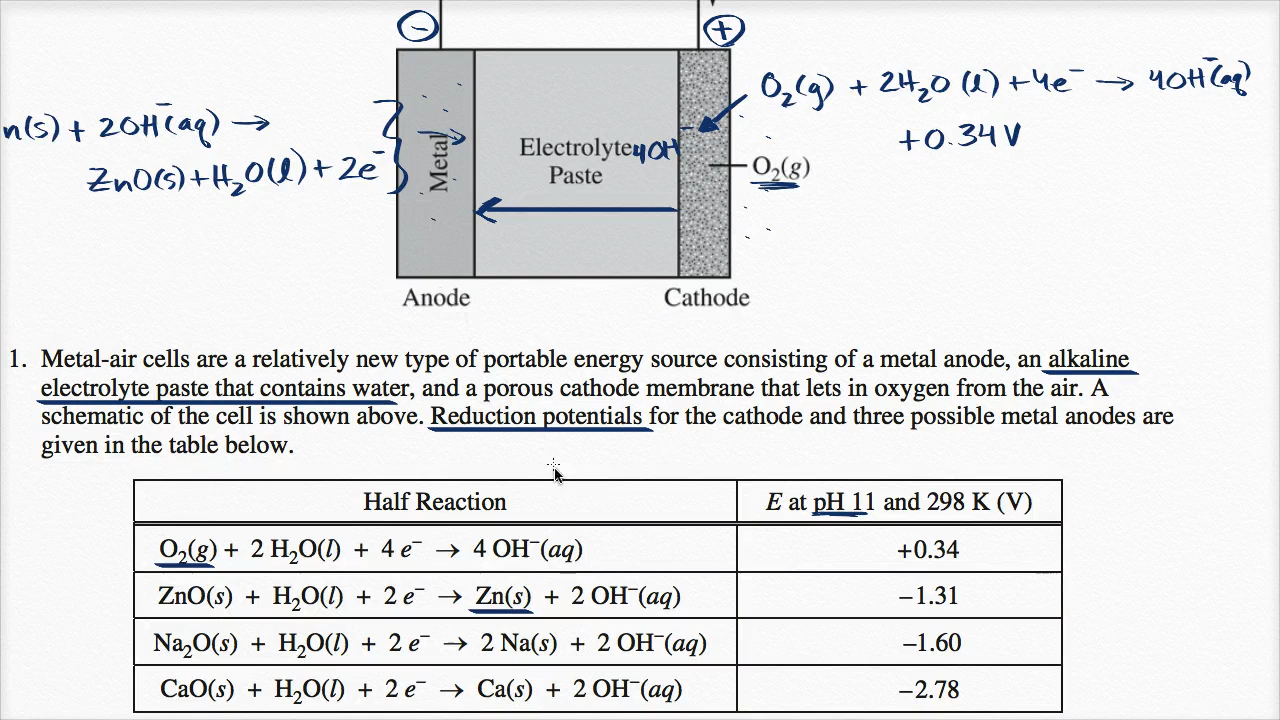 −
+
O₂(g) + 2H₂O(l) + 4e⁻ → 4OH⁻(aq)
+0.34 V
n(s) + 2OH⁻(aq) →
ZnO(s) + H₂O(l) + 2e⁻
Metal
Electrolyte
Paste
4OH⁻
O₂(g)
Anode
Cathode
1. Metal-air cells are a relatively new type of portable energy source consisting of a metal anode, an alkaline
electrolyte paste that contains water, and a porous cathode membrane that lets in oxygen from the air. A
schematic of the cell is shown above. Reduction potentials for the cathode and three possible metal anodes are
given in the table below.
Half Reaction E at pH 11 and 298 K (V)
O₂(g) + 2 H₂O(l) + 4 e⁻ → 4 OH⁻(aq) +0.34
ZnO(s) + H₂O(l) + 2 e⁻ → Zn(s) + 2 OH⁻(aq) −1.31
Na₂O(s) + H₂O(l) + 2 e⁻ → 2 Na(s) + 2 OH⁻(aq) −1.60
CaO(s) + H₂O(l) + 2 e⁻ → Ca(s) + 2 OH⁻(aq) −2.78